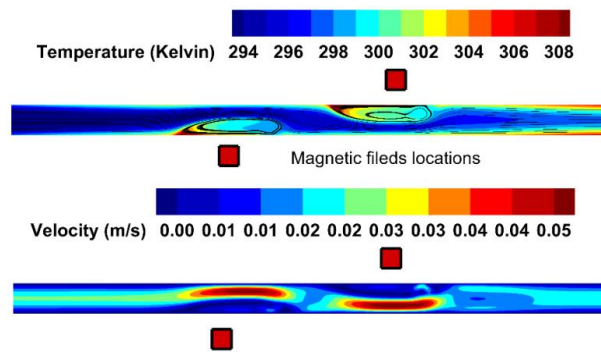 Temperature (Kelvin) 294 296 298 300 302 304 306 308
Magnetic fileds locations
Velocity (m/s) 0.00 0.01 0.01 0.02 0.02 0.03 0.03 0.04 0.04 0.05